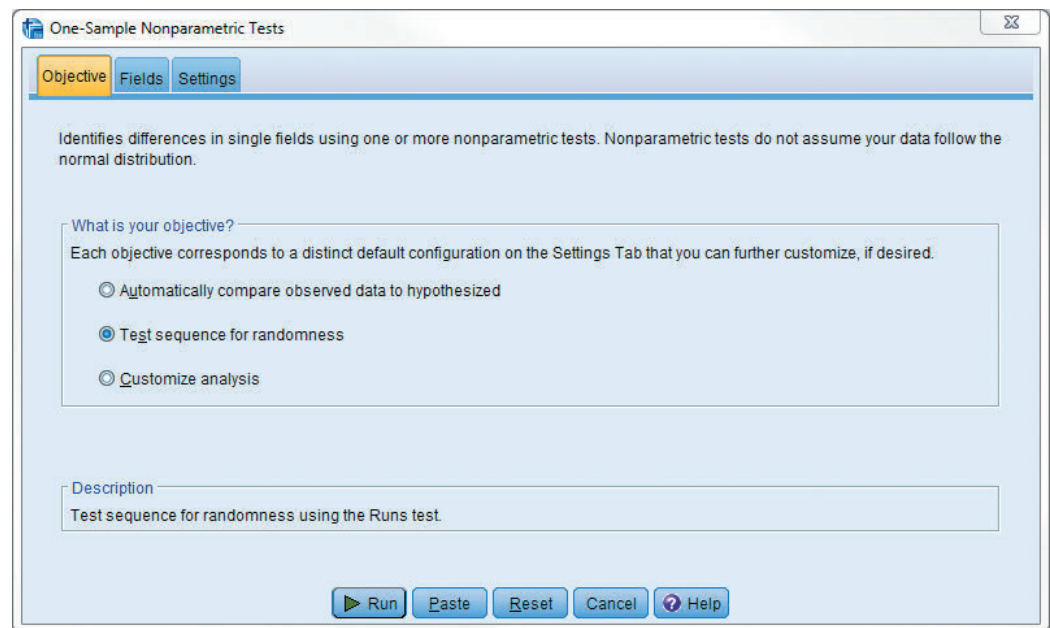 One-Sample Nonparametric Tests
Objective Fields Settings
Identifies differences in single fields using one or more nonparametric tests. Nonparametric tests do not assume your data follow the
normal distribution.
What is your objective?
Each objective corresponds to a distinct default configuration on the Settings Tab that you can further customize, if desired.
Automatically compare observed data to hypothesized
Test sequence for randomness
Customize analysis
Description
Test sequence for randomness using the Runs test.
Run Paste Reset Cancel Help